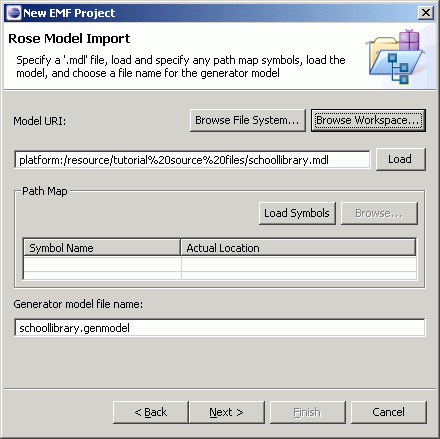 New EMF Project
Rose Model Import
Specify a '.mdl' file, load and specify any path map symbols, load the
model, and choose a file name for the generator model
Model URI:
Browse File System...
Browse Workspace...
platform:/resource/tutorial%20source%20files/schoollibrary.mdl
Load
Path Map
Load Symbols
Browse...
Symbol Name
Actual Location
Generator model file name:
schoollibrary.genmodel
< Back
Next >
Finish
Cancel